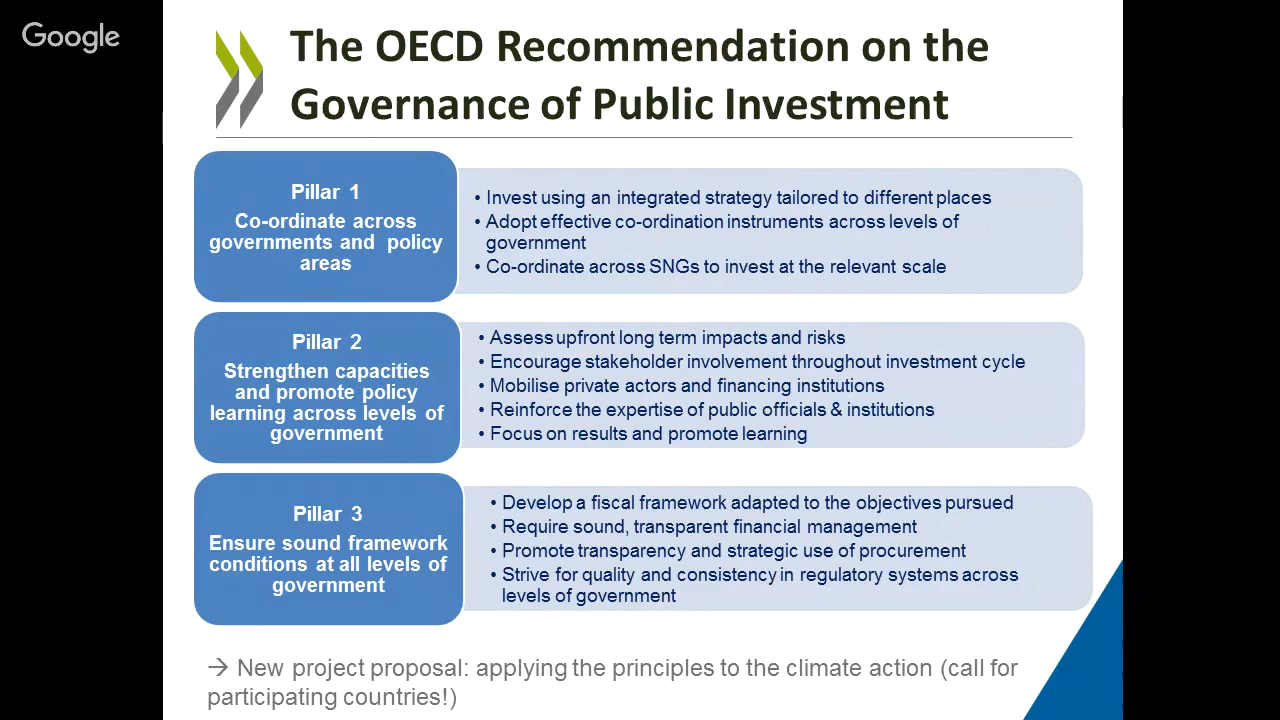 Google
The OECD Recommendation on the
Governance of Public Investment
Pillar 1
Co-ordinate across
governments and policy
areas
• Invest using an integrated strategy tailored to different places
• Adopt effective co-ordination instruments across levels of
government
• Co-ordinate across SNGs to invest at the relevant scale
Pillar 2
Strengthen capacities
and promote policy
learning across levels of
government
• Assess upfront long term impacts and risks
• Encourage stakeholder involvement throughout investment cycle
• Mobilise private actors and financing institutions
• Reinforce the expertise of public officials & institutions
• Focus on results and promote learning
Pillar 3
Ensure sound framework
conditions at all levels of
government
• Develop a fiscal framework adapted to the objectives pursued
• Require sound, transparent financial management
• Promote transparency and strategic use of procurement
• Strive for quality and consistency in regulatory systems across
levels of government
→ New project proposal: applying the principles to the climate action (call for
participating countries!)